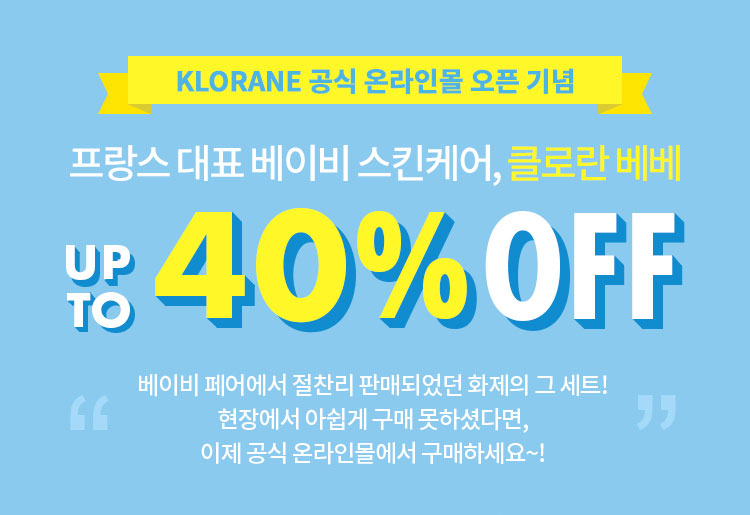 KLORANE 공식 온라인몰 오픈 기념
프랑스 대표 베이비 스킨케어, 클로란 베베
UP TO 40% OFF
“ 베이비 페어에서 절찬리 판매되었던 화제의 그 세트!
현장에서 아쉽게 구매 못하셨다면,
이제 공식 온라인몰에서 구매하세요~! ”